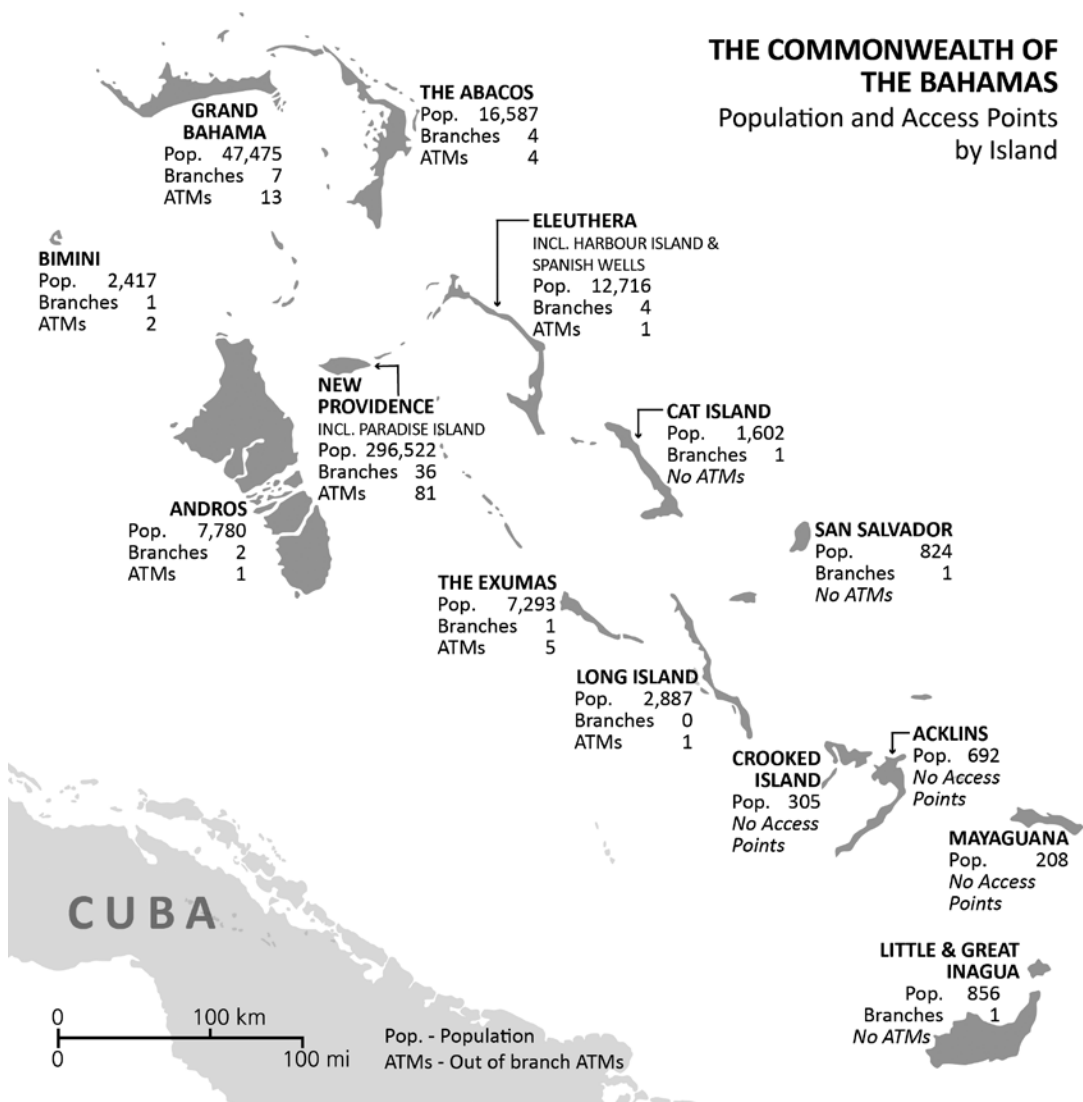 THE COMMONWEALTH OF
THE BAHAMAS
Population and Access Points
by Island
GRAND
BAHAMA
Pop. 47,475
Branches 7
ATMs 13
THE ABACOS
Pop. 16,587
Branches 4
ATMs 4
BIMINI
Pop. 2,417
Branches 1
ATMs 2
ELEUTHERA
INCL. HARBOUR ISLAND &
SPANISH WELLS
Pop. 12,716
Branches 4
ATMs 1
NEW
PROVIDENCE
INCL. PARADISE ISLAND
Pop. 296,522
Branches 36
ATMs 81
CAT ISLAND
Pop. 1,602
Branches 1
No ATMs
ANDROS
Pop. 7,780
Branches 2
ATMs 1
SAN SALVADOR
Pop. 824
Branches 1
No ATMs
THE EXUMAS
Pop. 7,293
Branches 1
ATMs 5
LONG ISLAND
Pop. 2,887
Branches 0
ATMs 1
CROOKED
ISLAND
Pop. 305
No Access
Points
ACKLINS
Pop. 692
No Access
Points
MAYAGUANA
Pop. 208
No Access
Points
CUBA
LITTLE & GREAT
INAGUA
Pop. 856
Branches 1
No ATMs
0 100 km
0 100 mi
Pop. - Population
ATMs - Out of branch ATMs